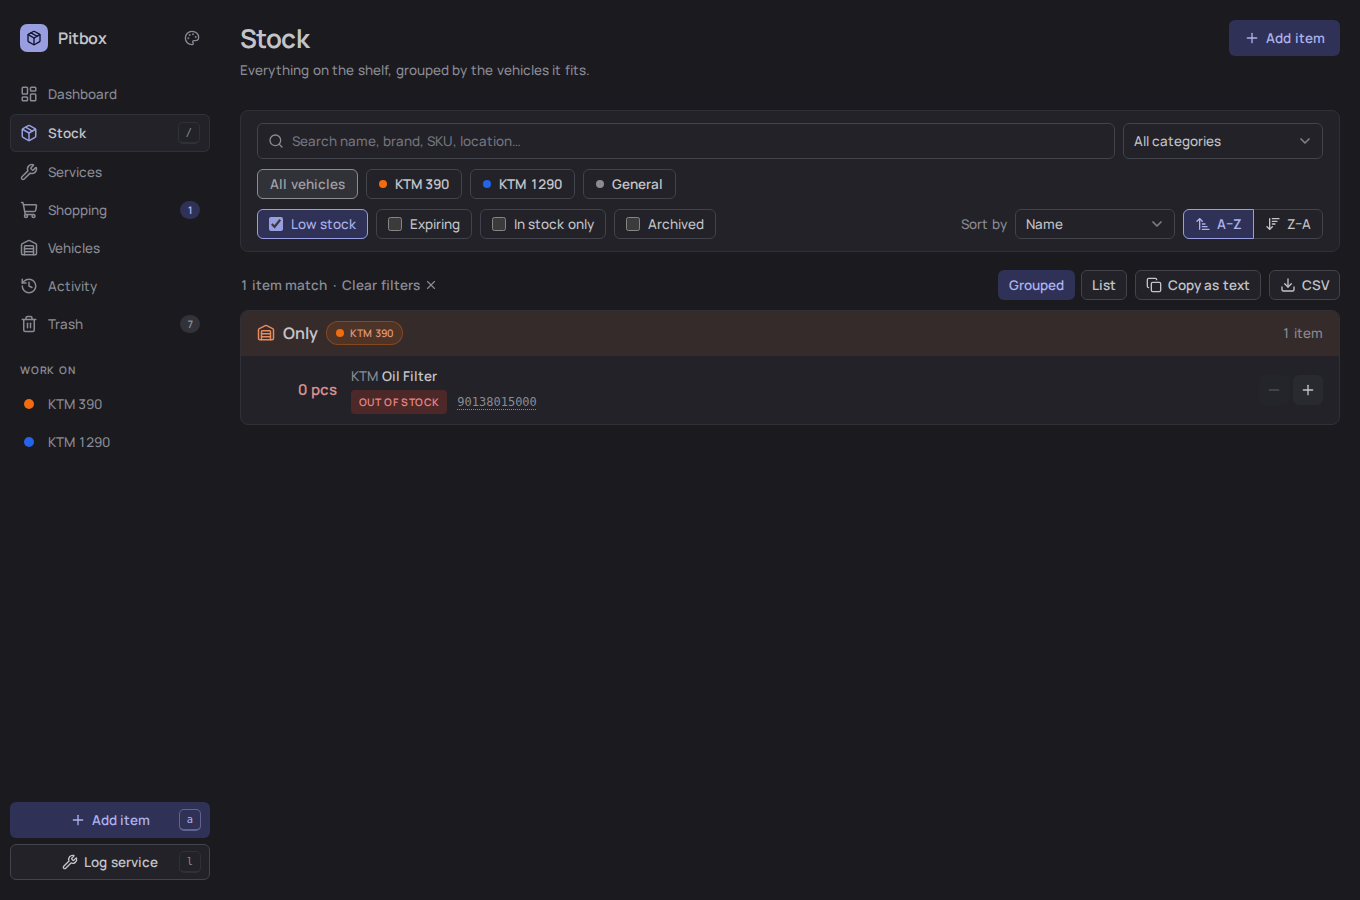 Pitbox
Dashboard
Stock /
Services
Shopping 1
Vehicles
Activity
Trash 7
WORK ON
KTM 390
KTM 1290
Add item a
Log service l
Stock
Add item
Everything on the shelf, grouped by the vehicles it fits.
Search name, brand, SKU, location...
All categories
All vehicles KTM 390 KTM 1290 General
Low stock Expiring In stock only Archived Sort by Name A–Z Z–A
1 item match · Clear filters
Grouped List Copy as text CSV
Only KTM 390 1 item
0 pcs KTM Oil Filter
OUT OF STOCK 90138015000